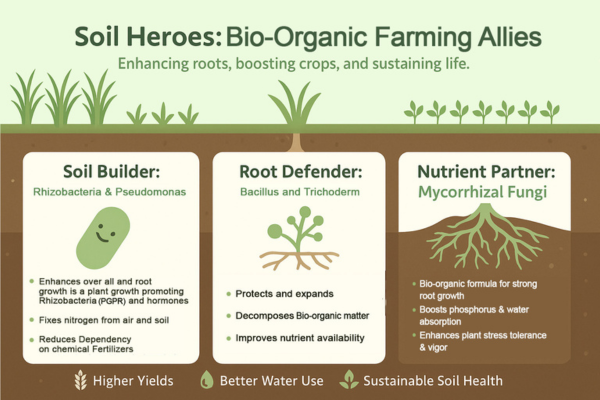 Soil Heroes: Bio-Organic Farming Allies
Enhancing roots, boosting crops, and sustaining life.
Soil Builder:
Rhizobacteria & Pseudomonas
Enhances over all and root
growth is a plant growth promoting
Rhizobacteria (PGPR) and hormones
Fixes nitrogen from air and soil
Reduces Dependency
on chemical Fertilizers
Root Defender:
Bacillus and Trichoderm
Protects and expands
Decomposes Bio-organic matter
Improves nutrient availability
Nutrient Partner:
Mycorrhizal Fungi
Bio-organic formula for strong
root growth
Boosts phosphorus & water
absorption
Enhances plant stress tolerance
& vigor
Higher Yields
Better Water Use
Sustainable Soil Health